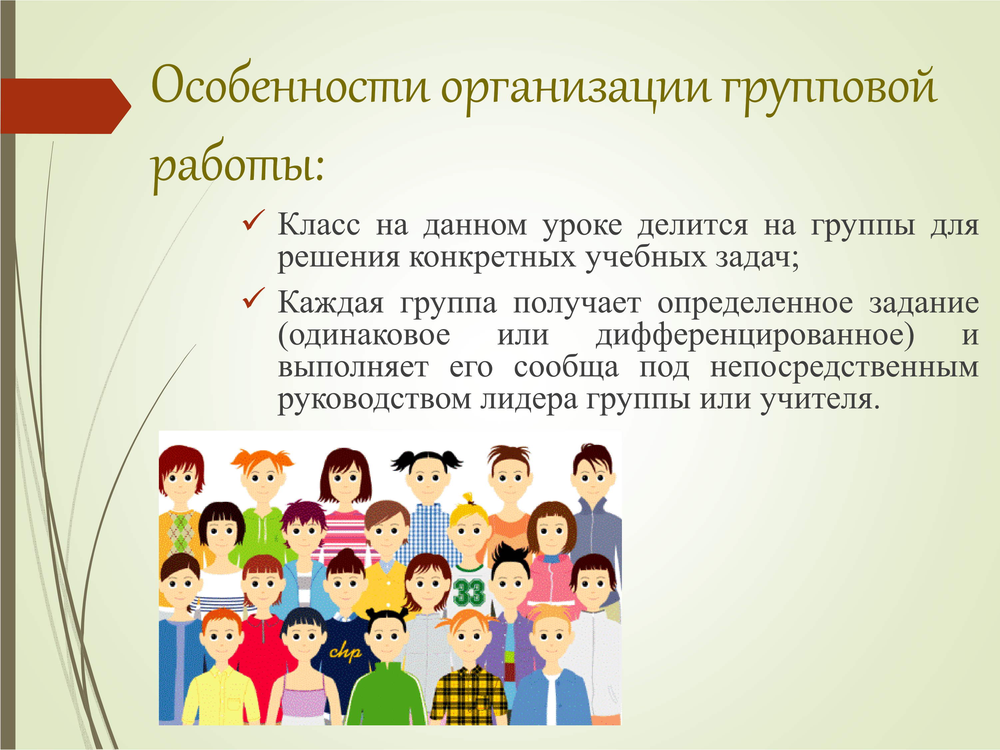 Особенности организации групповой
работы:
Класс на данном уроке делится на группы для
решения конкретных учебных задач;
Каждая группа получает определенное задание
(одинаковое или дифференцированное) и
выполняет его сообща под непосредственным
руководством лидера группы или учителя.
33
chp